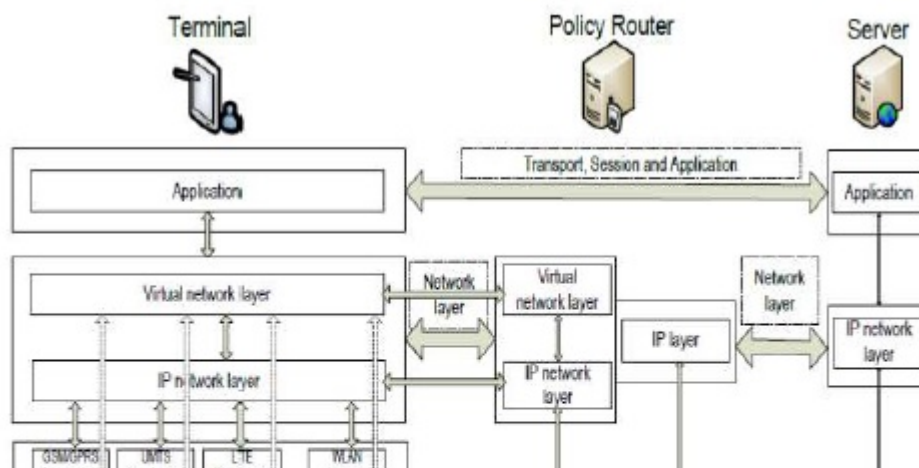 Terminal
Policy Router
Server
Transport, Session and Application
Application
Application
Virtual network layer
Network
layer
Virtual
network layer
Network
layer
IP layer
IP network
layer
IP network layer
IP network
layer
GSM/GPRS
UMTS
LTE
WLAN